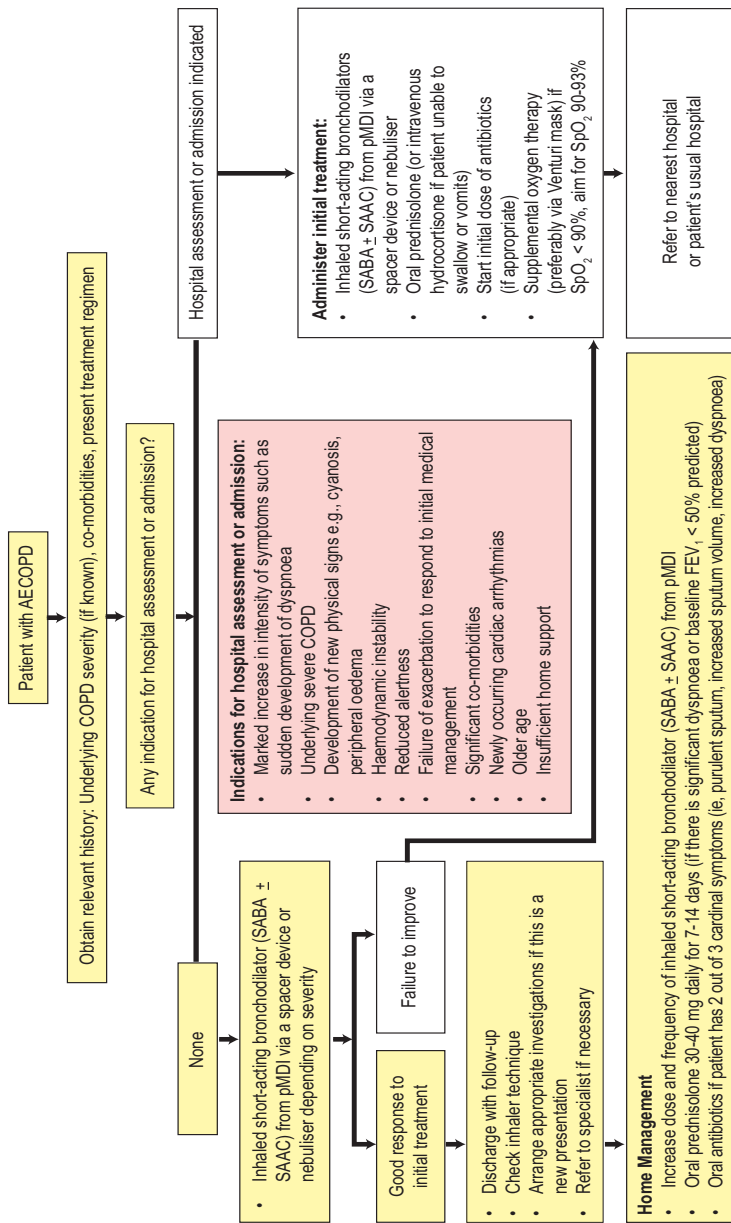 Patient with AECOPD
Obtain relevant history: Underlying COPD severity (if known), co-morbidities, present treatment regimen
Any indication for hospital assessment or admission?
None
Hospital assessment or admission indicated
• Inhaled short-acting bronchodilator (SABA ±
SAAC) from pMDI via a spacer device or
nebuliser depending on severity
Good response to
initial treatment
Failure to improve
• Discharge with follow-up
• Check inhaler technique
• Arrange appropriate investigations if this is a
new presentation
• Refer to specialist if necessary
Indications for hospital assessment or admission:
• Marked increase in intensity of symptoms such as
sudden development of dyspnoea
• Underlying severe COPD
• Development of new physical signs e.g., cyanosis,
peripheral oedema
• Haemodynamic instability
• Reduced alertness
• Failure of exacerbation to respond to initial medical
management
• Significant co-morbidities
• Newly occurring cardiac arrhythmias
• Older age
• Insufficient home support
Administer initial treatment:
• Inhaled short-acting bronchodilators
(SABA ± SAAC) from pMDI via a
spacer device or nebuliser
• Oral prednisolone (or intravenous
hydrocortisone if patient unable to
swallow or vomits)
• Start initial dose of antibiotics
(if appropriate)
• Supplemental oxygen therapy
(preferably via Venturi mask) if
SpO₂ < 90%, aim for SpO₂ 90-93%
Home Management
• Increase dose and frequency of inhaled short-acting bronchodilator (SABA ± SAAC) from pMDI
• Oral prednisolone 30-40 mg daily for 7-14 days (if there is significant dyspnoea or baseline FEV₁ < 50% predicted)
• Oral antibiotics if patient has 2 out of 3 cardinal symptoms (ie, purulent sputum, increased sputum volume, increased dyspnoea)
Refer to nearest hospital
or patient's usual hospital